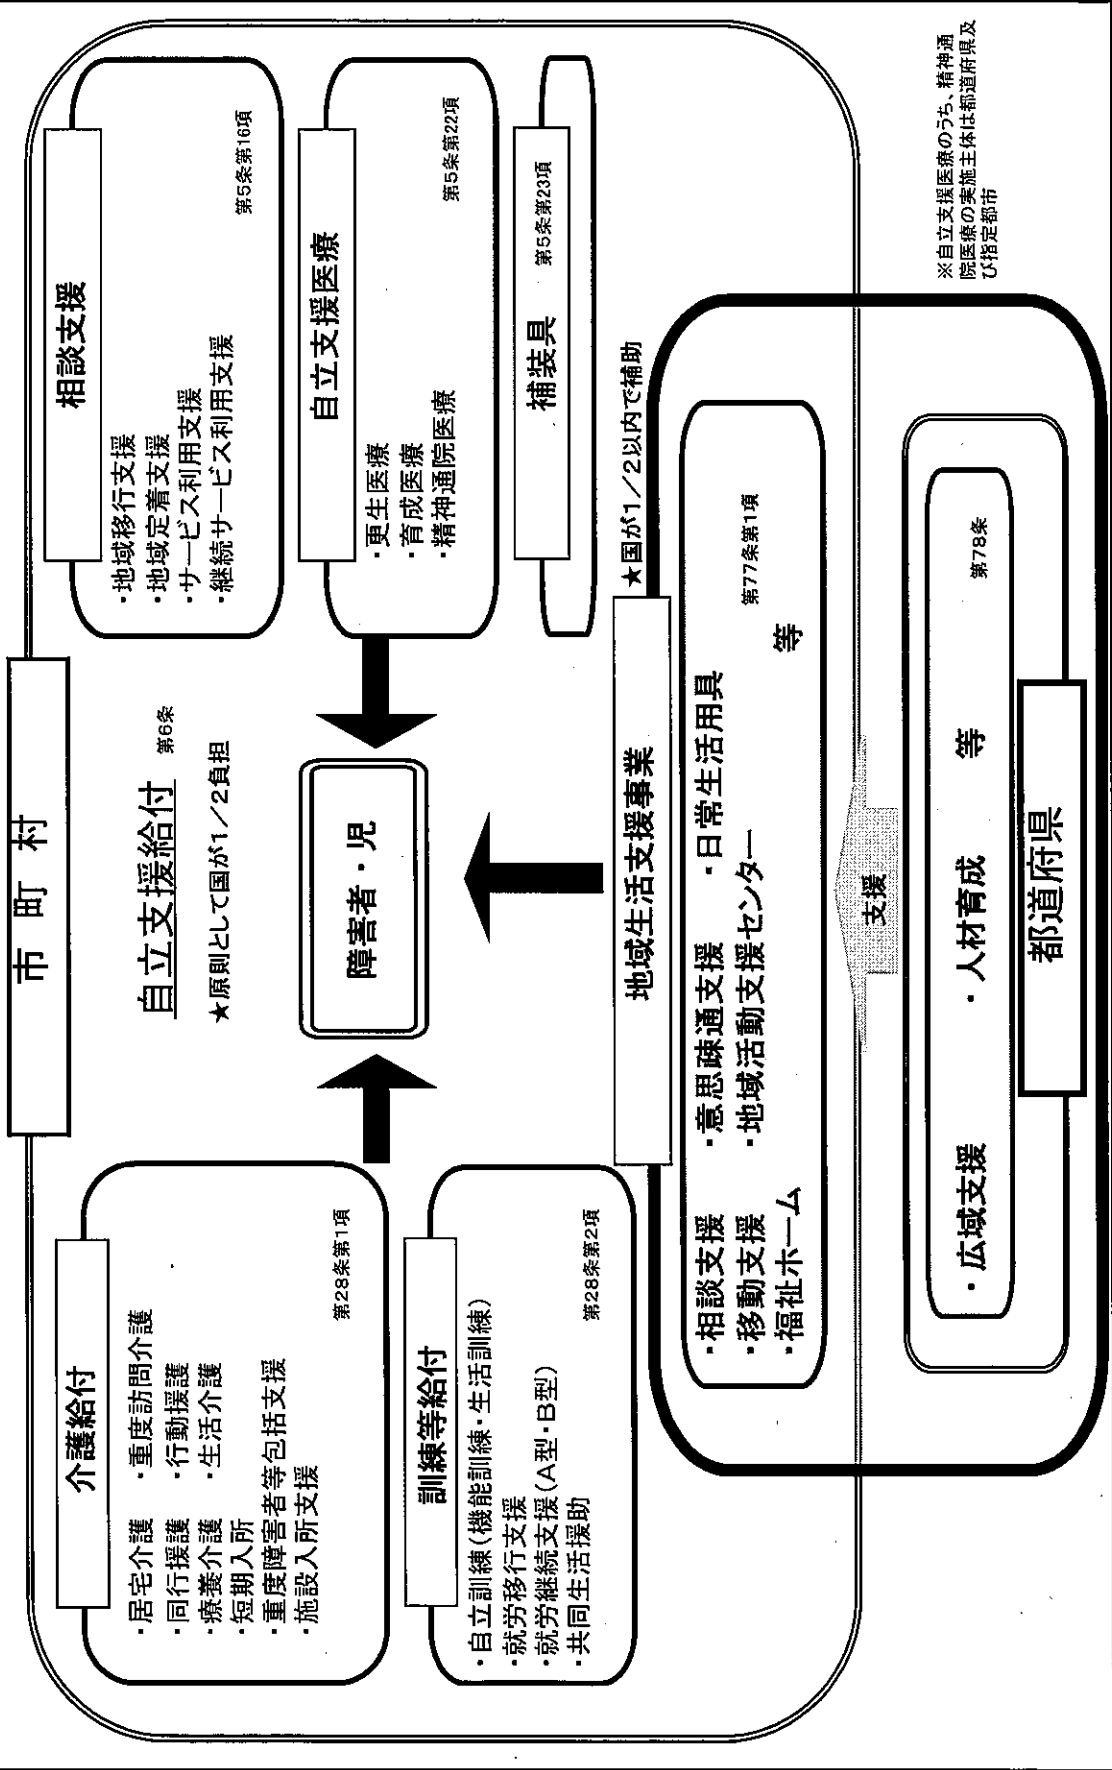 市町村
自立支援給付 第6条
★原則として国が1/2負担
介護給付
・居宅介護 ・重度訪問介護
・同行援護 ・行動援護
・療養介護 ・生活介護
・短期入所
・重度障害者等包括支援
・施設入所支援
第28条第1項
訓練等給付
・自立訓練(機能訓練・生活訓練)
・就労移行支援
・就労継続支援(A型・B型)
・共同生活援助
第28条第2項
障害者・児
相談支援
・地域移行支援
・地域定着支援
・サービス利用支援
・継続サービス利用支援
第5条第16項
自立支援医療
・更生医療
・育成医療
・精神通院医療
第5条第22項
補装具 第5条第23項
地域生活支援事業
★国が1/2以内で補助
・相談支援 ・意思疎通支援 ・日常生活用具
・移動支援 ・地域活動支援センター
・福祉ホーム 等
第77条第1項
支援
・広域支援 ・人材育成 等
第78条
都道府県
※自立支援医療のうち、精神通
院医療の実施主体は都道府県及
び指定都市